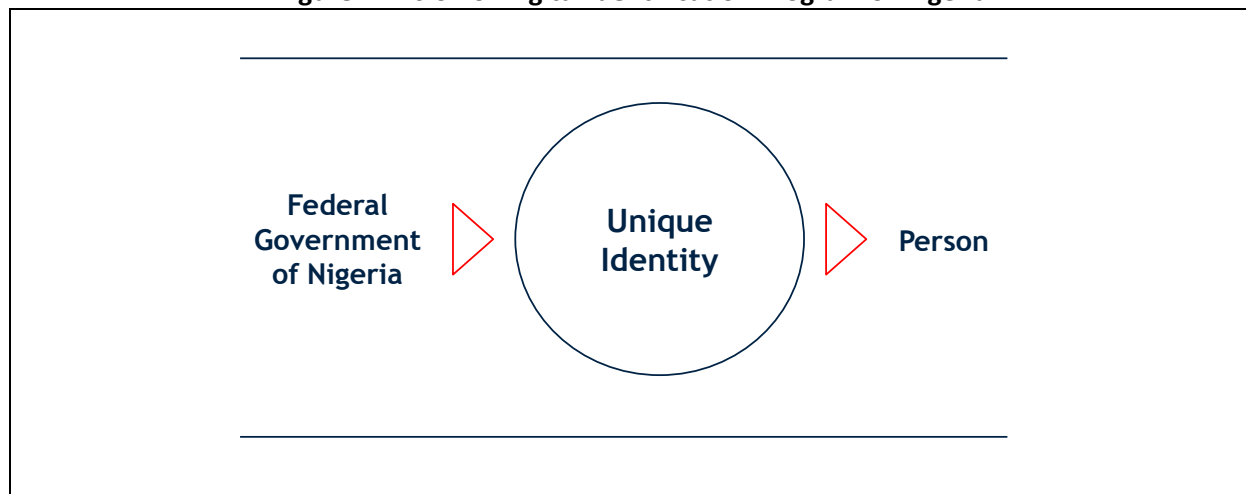 Federal
Government
of Nigeria
Unique
Identity
Person